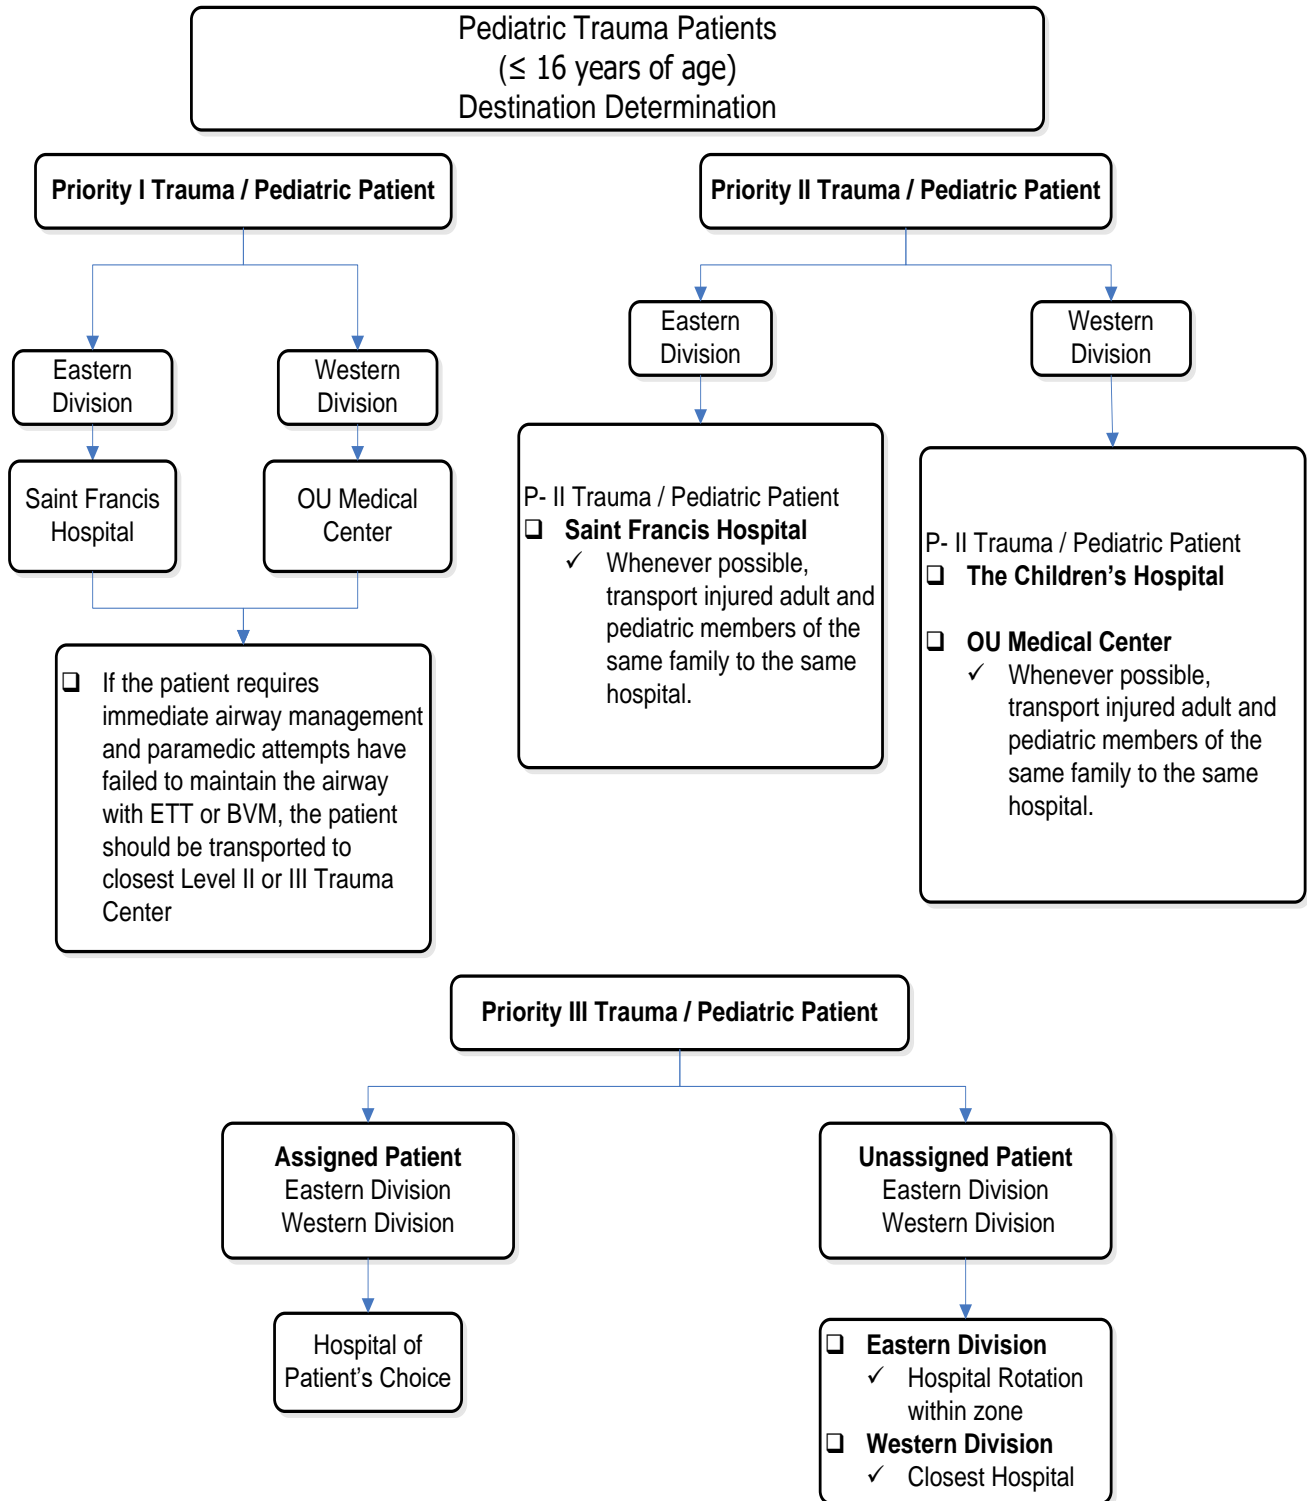 Pediatric Trauma Patients
(≤ 16 years of age)
Destination Determination
Priority I Trauma / Pediatric Patient
Eastern
Division
Western
Division
Saint Francis
Hospital
OU Medical
Center
❑ If the patient requires
immediate airway management
and paramedic attempts have
failed to maintain the airway
with ETT or BVM, the patient
should be transported to
closest Level II or III Trauma
Center
Priority II Trauma / Pediatric Patient
Eastern
Division
Western
Division
P- II Trauma / Pediatric Patient
❑ Saint Francis Hospital
✓ Whenever possible,
transport injured adult and
pediatric members of the
same family to the same
hospital.
P- II Trauma / Pediatric Patient
❑ The Children's Hospital
❑ OU Medical Center
✓ Whenever possible,
transport injured adult and
pediatric members of the
same family to the same
hospital.
Priority III Trauma / Pediatric Patient
Assigned Patient
Eastern Division
Western Division
Hospital of
Patient's Choice
Unassigned Patient
Eastern Division
Western Division
❑ Eastern Division
✓ Hospital Rotation
within zone
❑ Western Division
✓ Closest Hospital